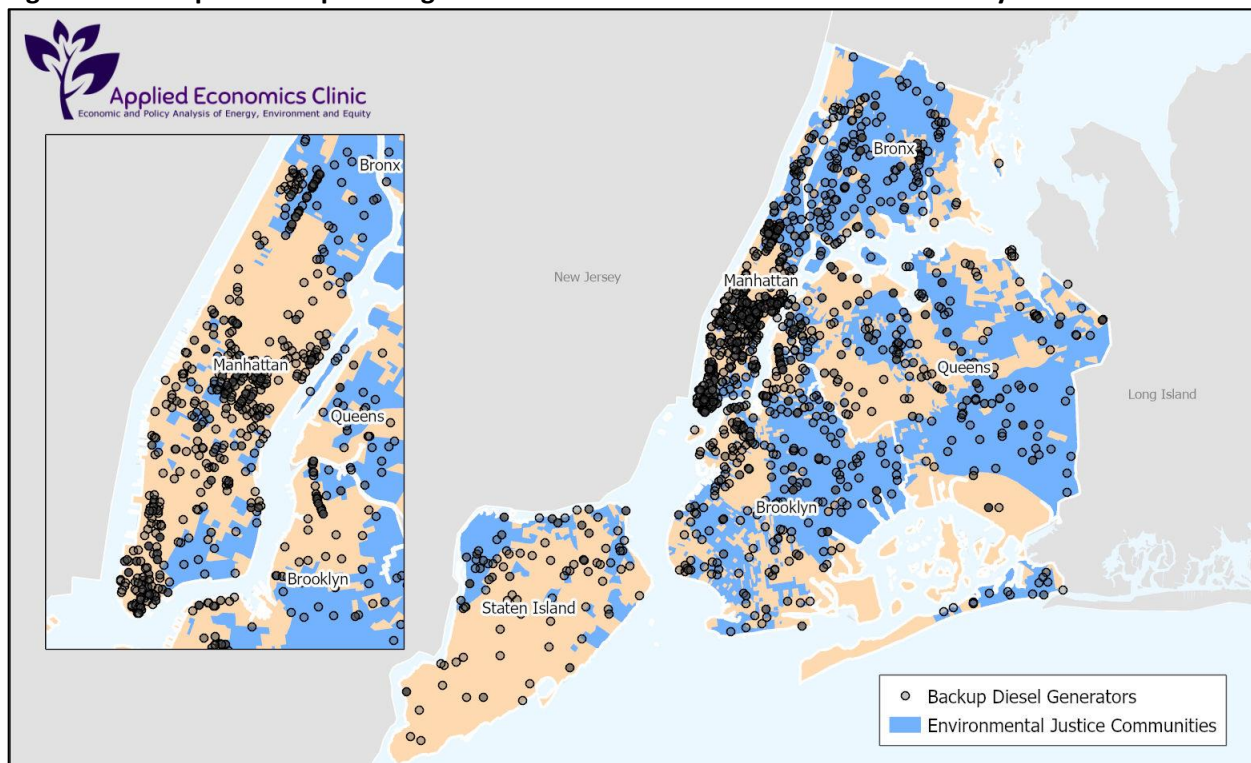 Applied Economics Clinic
Economic and Policy Analysis of Energy, Environment and Equity
Bronx
Manhattan
Queens
Brooklyn
Bronx
New Jersey
Manhattan
Queens
Long Island
Brooklyn
Staten Island
Backup Diesel Generators
Environmental Justice Communities